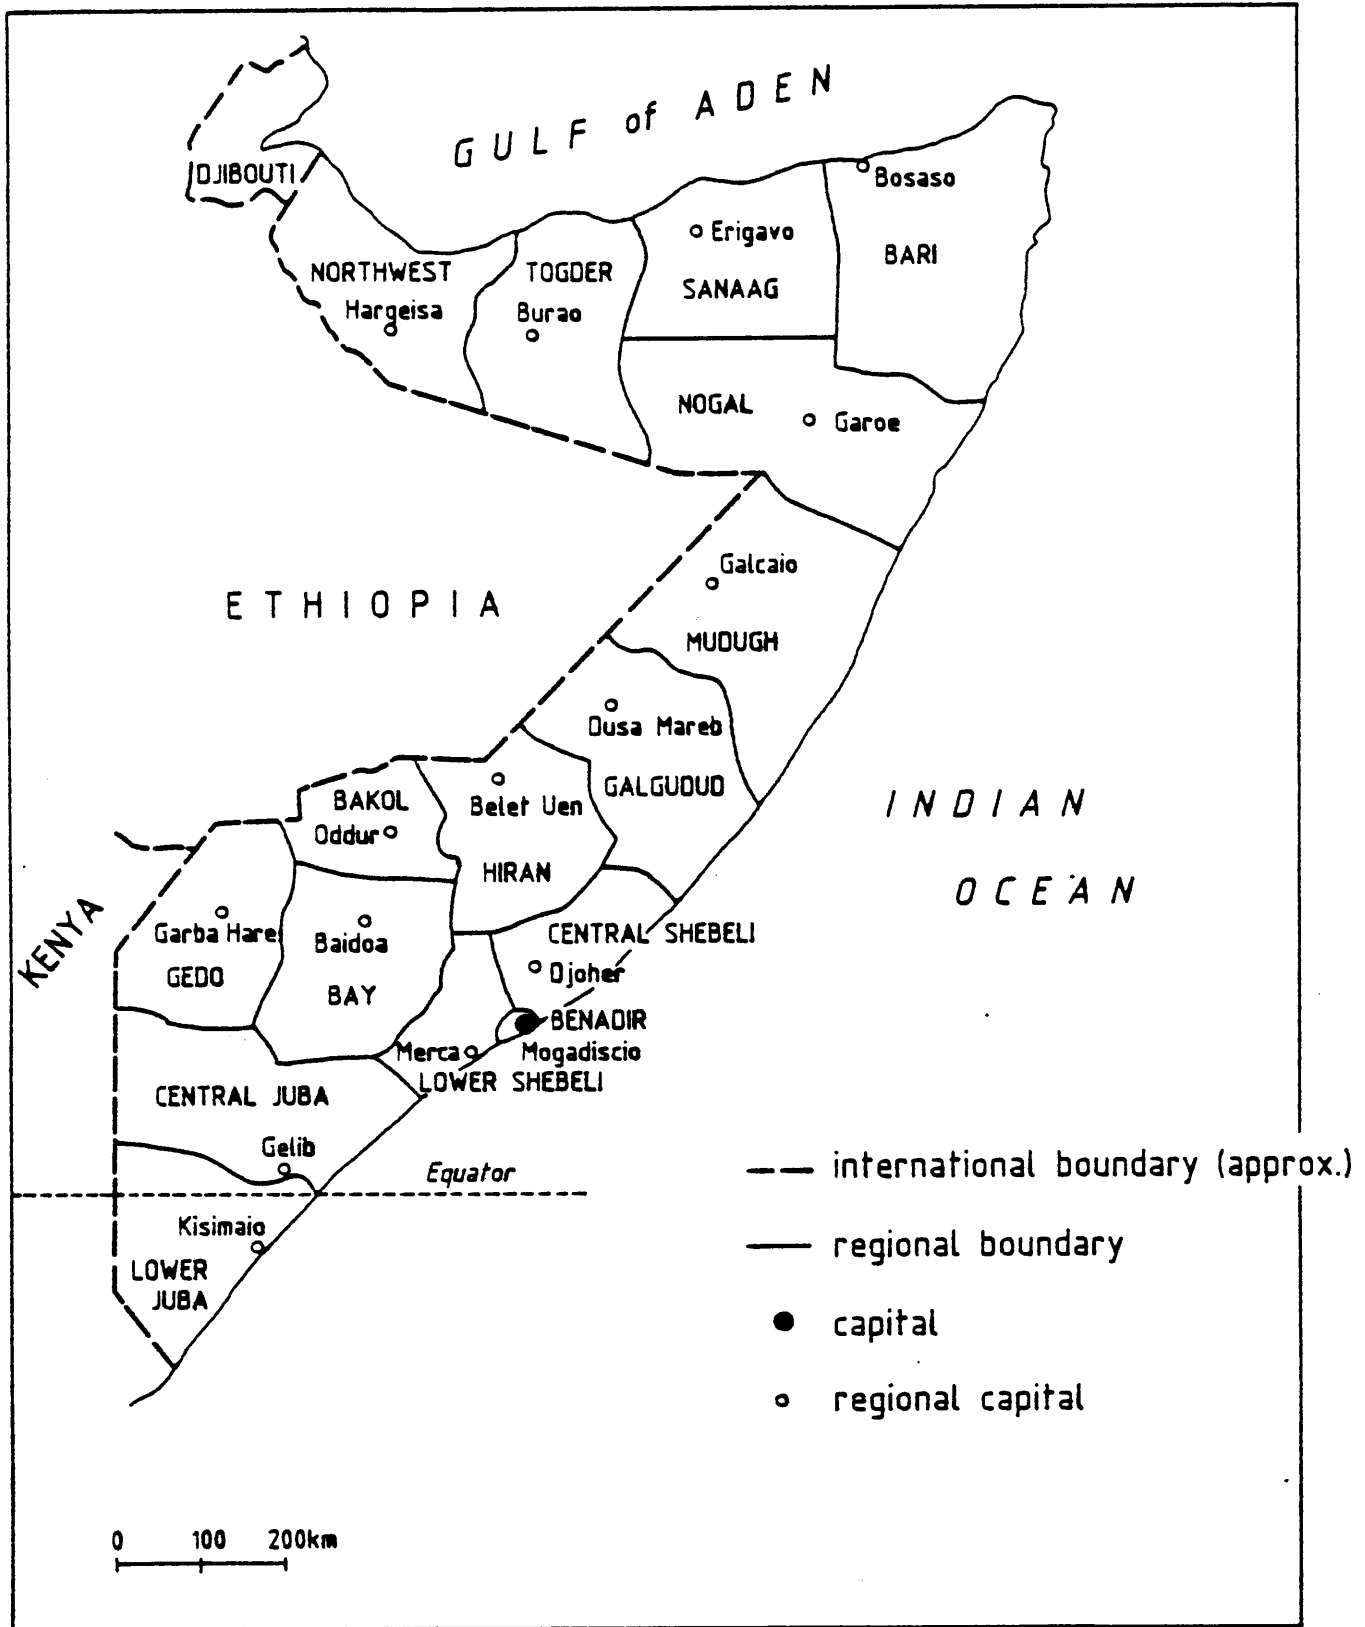 GULF of ADEN
DJIBOUTI
Bosaso
Erigavo
BARI
NORTHWEST
TOGDER
SANAAG
Hargeisa
Burao
NOGAL
Garoe
Galcaio
ETHIOPIA
MUDUGH
Dusa Mareb
GALGUDUD
INDIAN
OCEAN
BAKOL
Belet Uen
Oddur
HIRAN
KENYA
Garba Hare
Baidoa
CENTRAL SHEBELI
GEDO
BAY
Djoher
BENADIR
Merca
Mogadiscio
LOWER SHEBELI
CENTRAL JUBA
Gelib
Equator
Kisimaio
LOWER
JUBA
international boundary (approx.)
regional boundary
capital
regional capital
0 100 200km